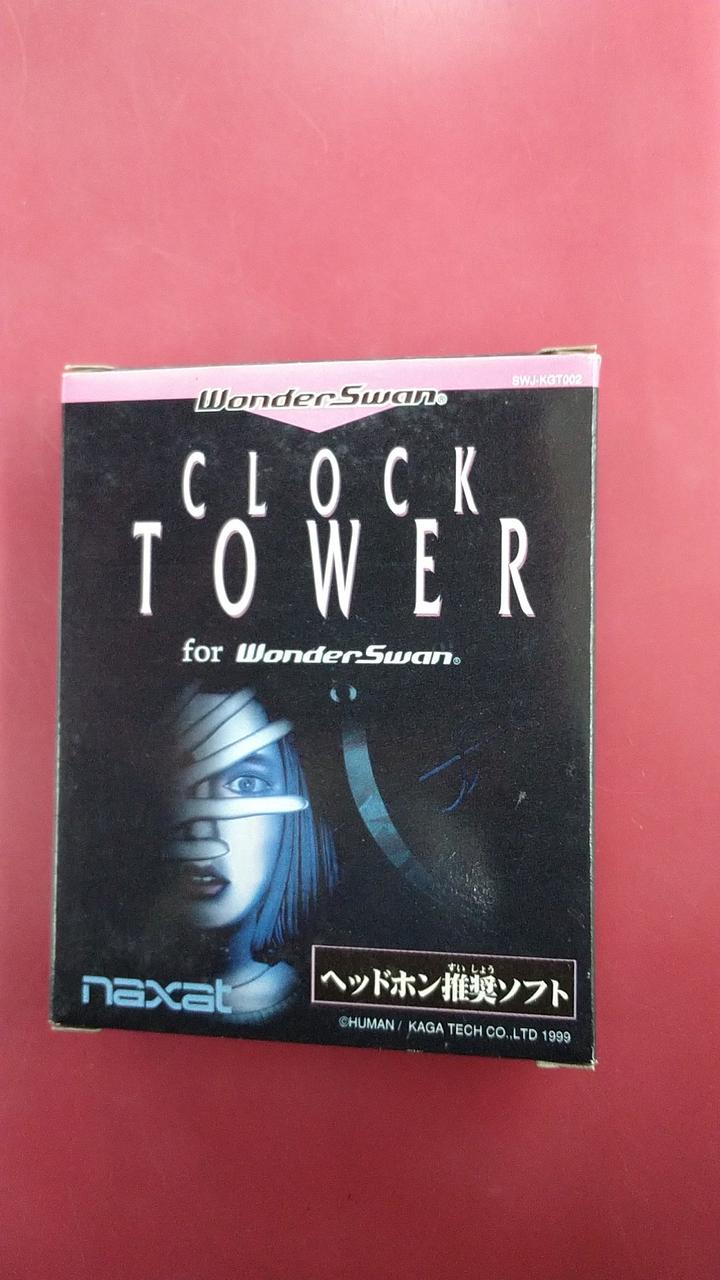 SWJ-KGT002
WonderSwan®
CLOCK
TOWER
for WonderSwan®
すいしょう
ヘッドホン推奨ソフト
naxat
©HUMAN / KAGA TECH CO.,LTD 1999